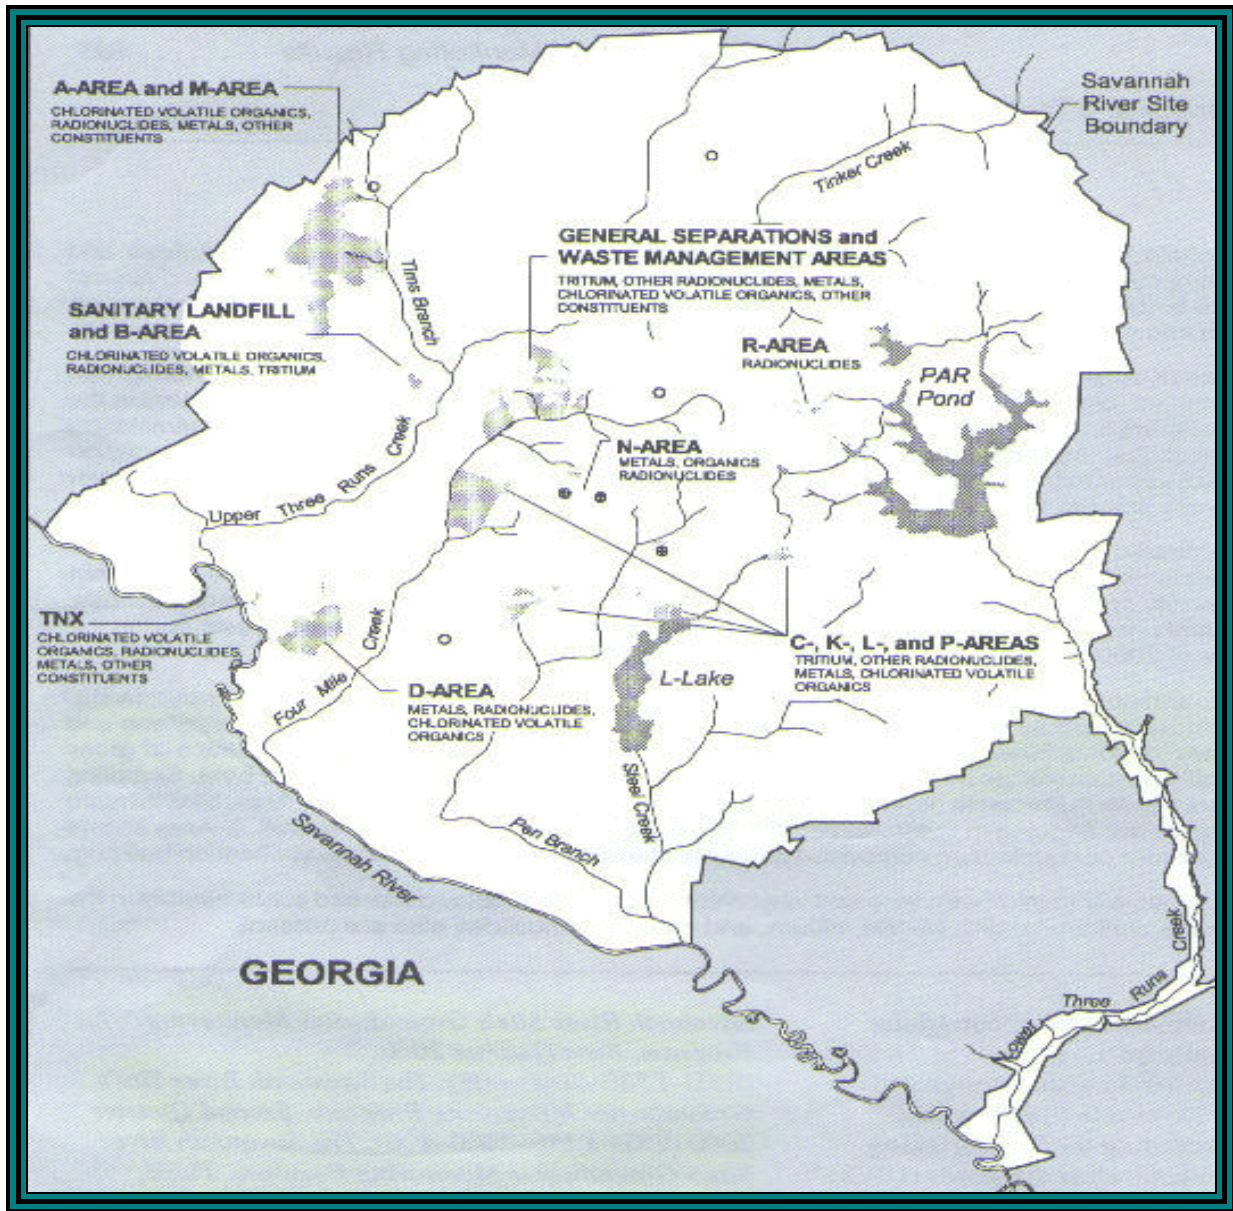 A-AREA and M-AREA
CHLORINATED VOLATILE ORGANICS,
RADIONUCLIDES, METALS, OTHER
CONSTITUENTS
Savannah
River Site
Boundary
Tinker Creek
GENERAL SEPARATIONS and
WASTE MANAGEMENT AREAS
TRITIUM, OTHER RADIONUCLIDES, METALS,
CHLORINATED VOLATILE ORGANICS, OTHER
CONSTITUENTS
Tims Branch
SANITARY LANDFILL
and B-AREA
CHLORINATED VOLATILE ORGANICS,
RADIONUCLIDES, METALS, TRITIUM
R-AREA
RADIONUCLIDES
PAR
Pond
N-AREA
METALS, ORGANICS
RADIONUCLIDES
Upper Three Runs Creek
TNX
CHLORINATED VOLATILE
ORGANICS, RADIONUCLIDES,
METALS, OTHER
CONSTITUENTS
Four Mile Creek
D-AREA
METALS, RADIONUCLIDES,
CHLORINATED VOLATILE
ORGANICS
C-, K-, L-, and P-AREAS
TRITIUM, OTHER RADIONUCLIDES,
METALS, CHLORINATED VOLATILE
ORGANICS
L-Lake
Steel Creek
Pen Branch
Savannah River
GEORGIA
Lower Three Runs Creek